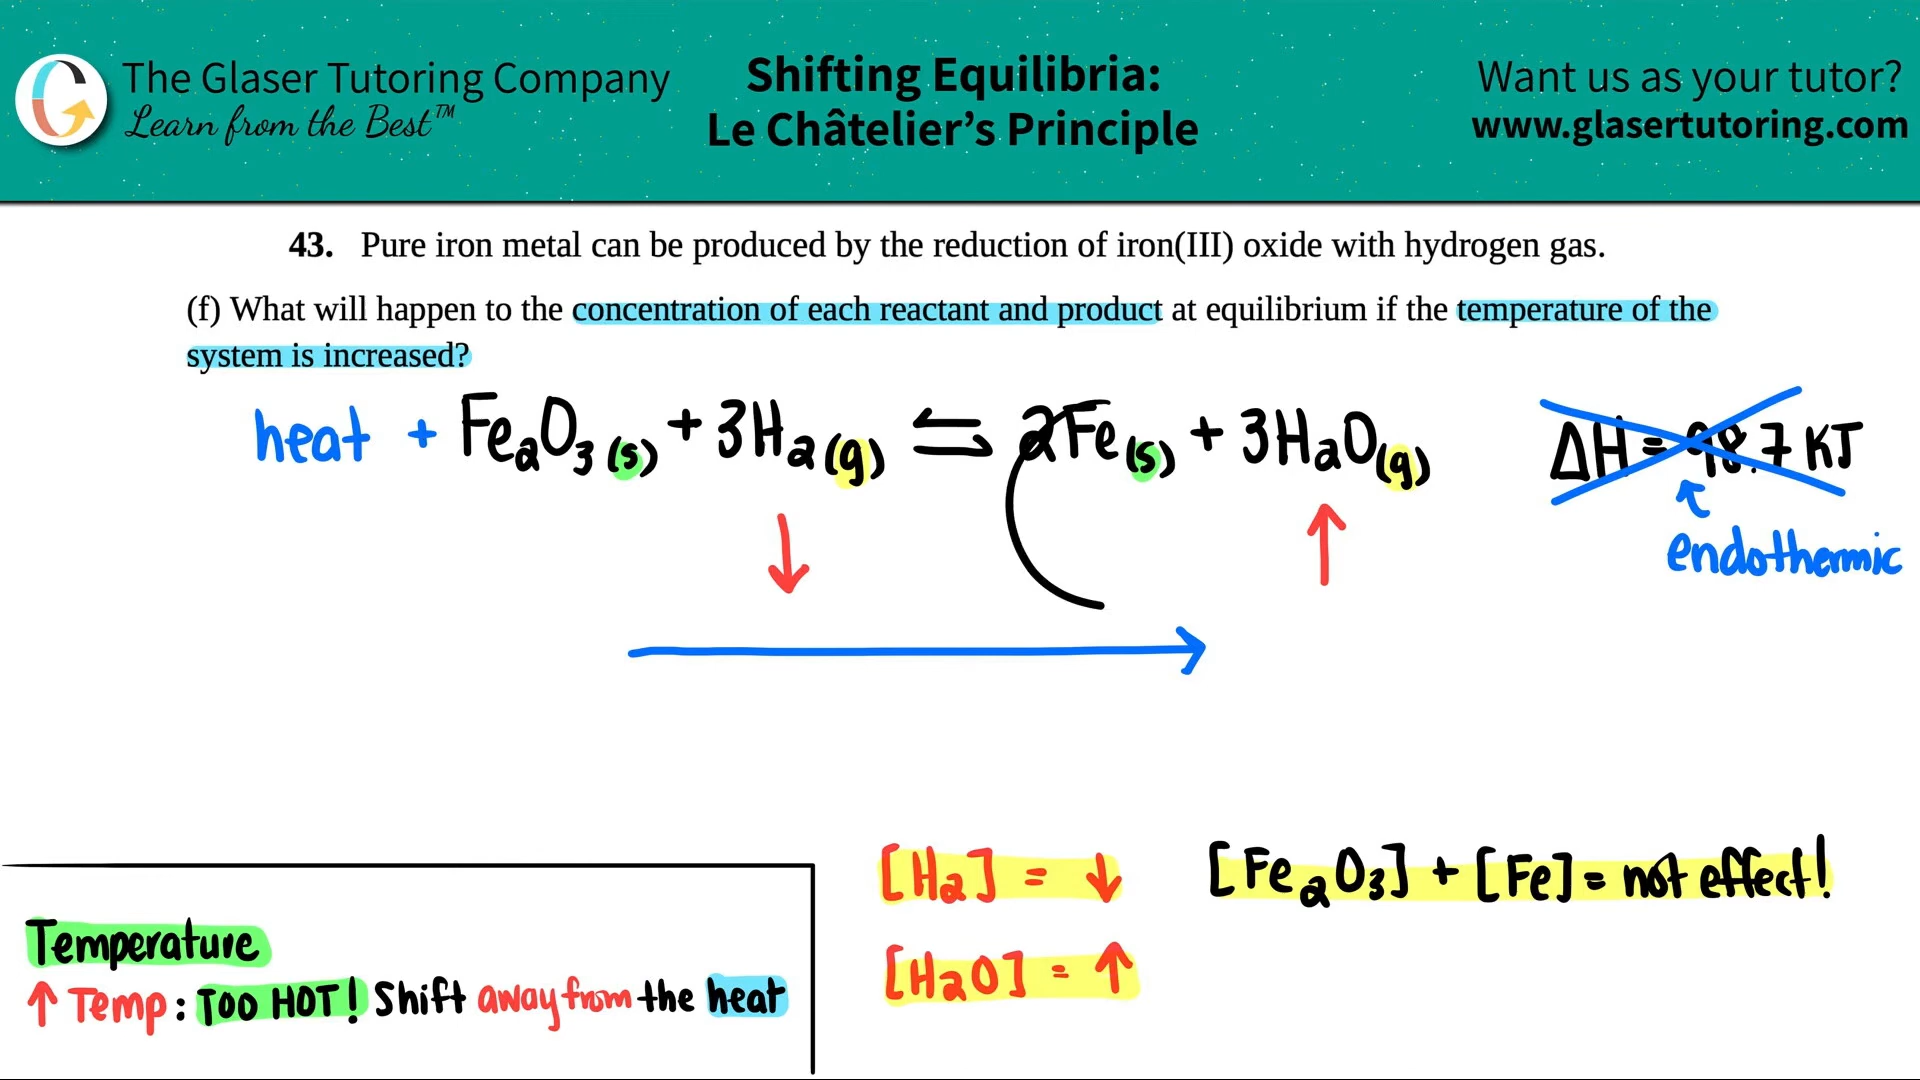 The Glaser Tutoring Company
Learn from the Best™
Shifting Equilibria:
Le Châtelier's Principle
Want us as your tutor?
www.glasertutoring.com
43. Pure iron metal can be produced by the reduction of iron(III) oxide with hydrogen gas.
(f) What will happen to the concentration of each reactant and product at equilibrium if the temperature of the
system is increased?
heat + Fe₂O₃(s) + 3H₂(g) ⇌ 2Fe(s) + 3H₂O(g) ΔH = 98.7 KJ
↓ ↑ endothermic
[H₂] = ↓ [Fe₂O₃] + [Fe] = not effect!
[H₂O] = ↑
Temperature
↑ Temp: TOO HOT! Shift away from the heat